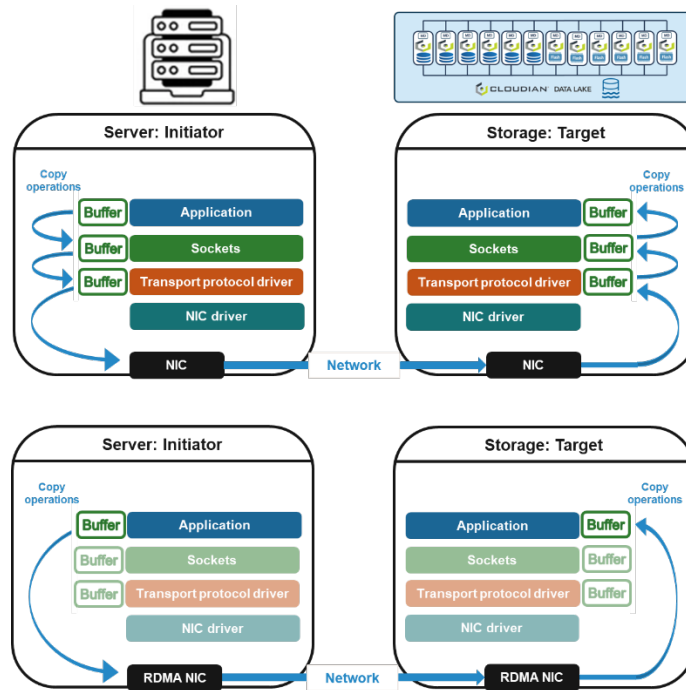 CLOUDIAN® DATA LAKE
Server: Initiator
Storage: Target
Copy
operations
Buffer
Application
Buffer
Sockets
Buffer
Transport protocol driver
NIC driver
NIC
Network
Copy
operations
Application
Buffer
Sockets
Buffer
Transport protocol driver
Buffer
NIC driver
NIC
Server: Initiator
Storage: Target
Copy
operations
Buffer
Application
Buffer
Sockets
Buffer
Transport protocol driver
NIC driver
RDMA NIC
Network
Copy
operations
Application
Buffer
Sockets
Buffer
Transport protocol driver
Buffer
NIC driver
RDMA NIC